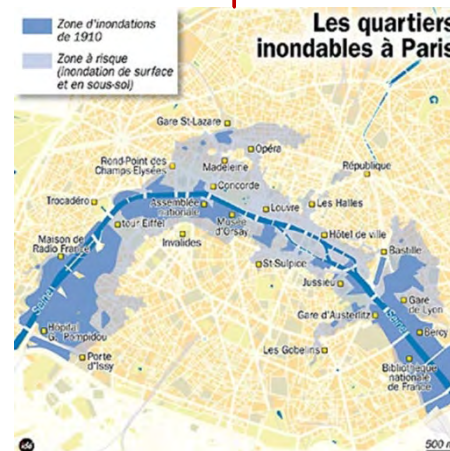 Zone d'inondations
de 1910
Zone à risque
(inondation de surface
et en sous-sol)
Les quartiers
inondables à Paris
Gare St-Lazare
Opéra
Rond-Point des
Champs Elysées
Madeleine
République
Concorde
Trocadéro
Assemblée
nationale
Louvre
Les Halles
tour Eiffel
Musée
d'Orsay
Invalides
Hôtel de ville
Maison de
Radio France
Bastille
St-Sulpice
Jussieu
Seine
Gare
de Lyon
Gare d'Austerlitz
Seine
Hôpital
G. Pompidou
Bercy
Les Gobelins
Porte
d'Issy
Bibliothèque
nationale
de France
idé
500 m